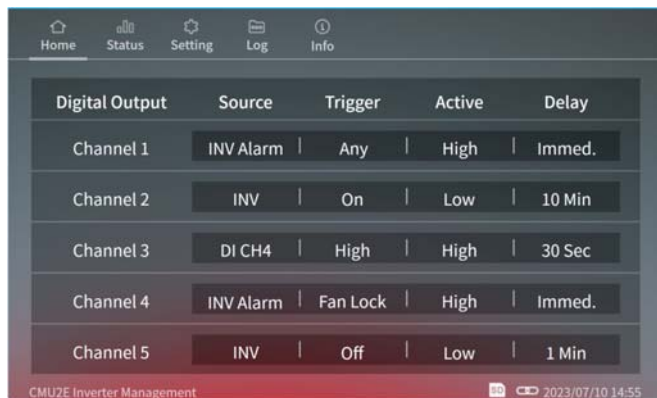 Home Status Setting Log Info
Digital Output Source Trigger Active Delay
Channel 1 INV Alarm | Any | High | Immed.
Channel 2 INV | On | Low | 10 Min
Channel 3 DI CH4 | High | High | 30 Sec
Channel 4 INV Alarm | Fan Lock | High | Immed.
Channel 5 INV | Off | Low | 1 Min
CMU2E Inverter Management SD 2023/07/10 14:55